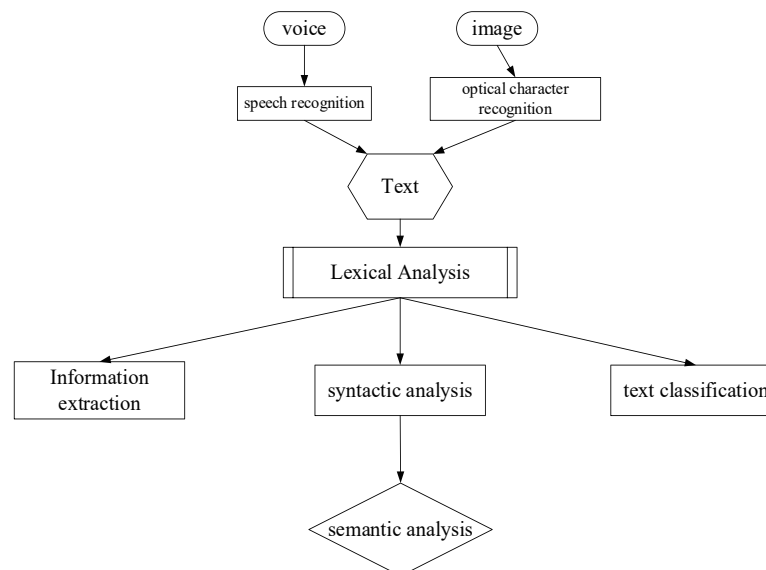 voice
image
speech recognition
optical character
recognition
Text
Lexical Analysis
Information
extraction
syntactic analysis
text classification
semantic analysis